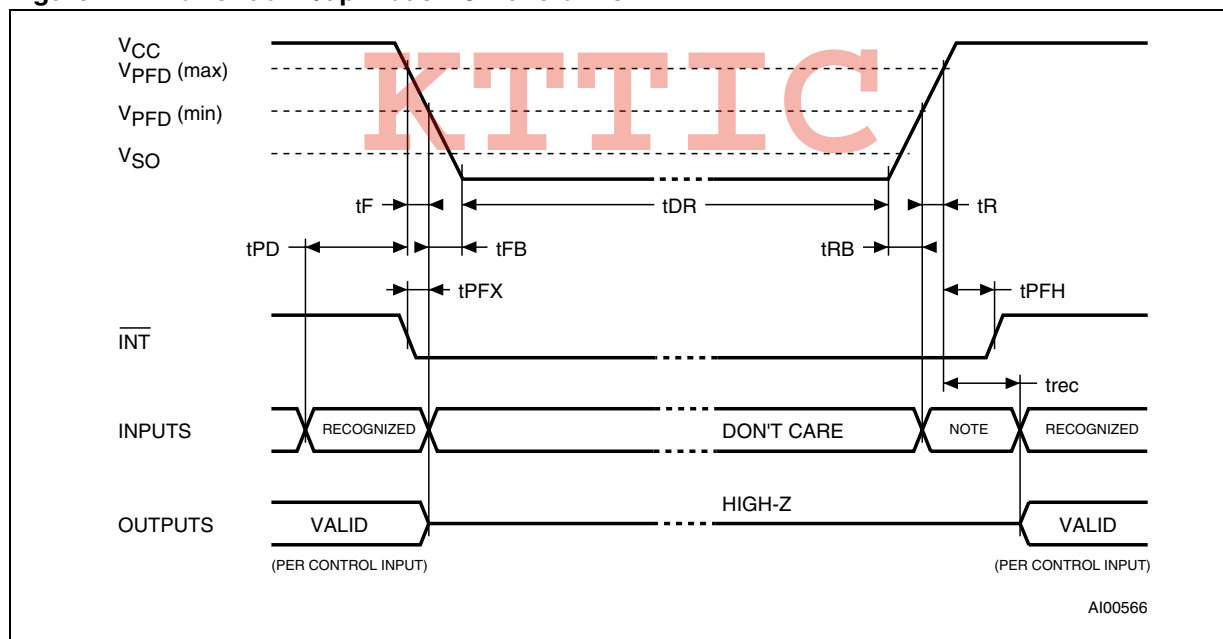 VCC
VPFD (max)
VPFD (min)
VSO
KTTIC
tF
tDR
tR
tPD
tFB
tRB
tPFX
tPFH
INT
trec
INPUTS
RECOGNIZED
DON'T CARE
NOTE
RECOGNIZED
HIGH-Z
OUTPUTS
VALID
VALID
(PER CONTROL INPUT)
(PER CONTROL INPUT)
AI00566